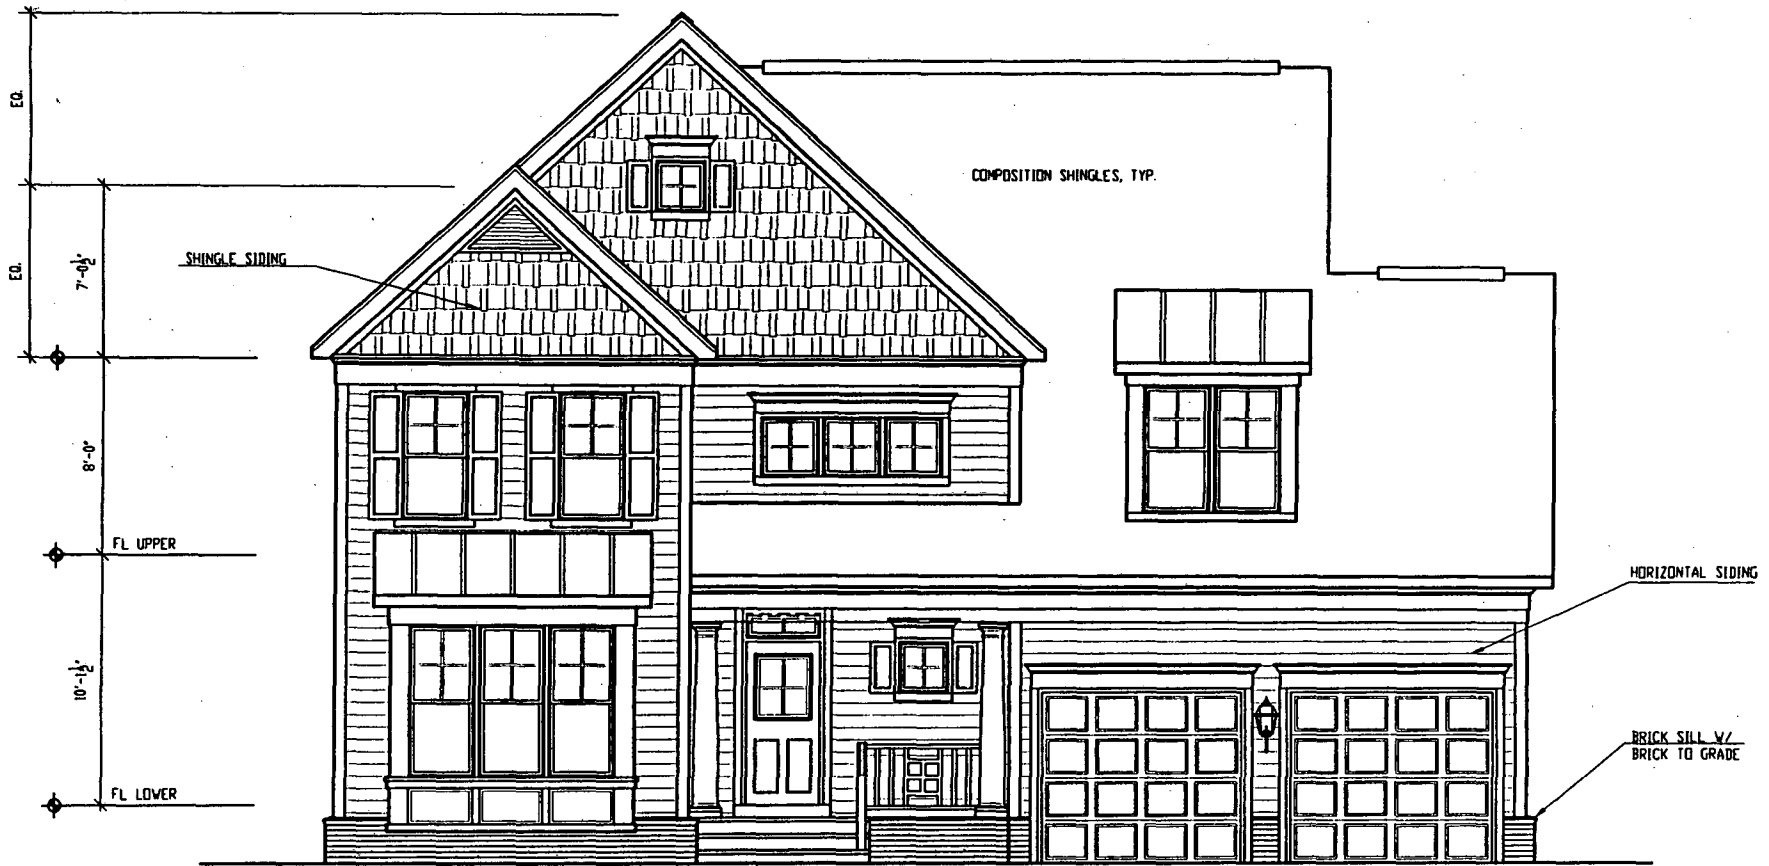 EQ.
COMPOSITION SHINGLES, TYP.
SHINGLE SIDING
EQ.
7'-0½"
8'-0"
FL UPPER
HORIZONTAL SIDING
10'-1½"
BRICK SILL W/
BRICK TO GRADE
FL LOWER